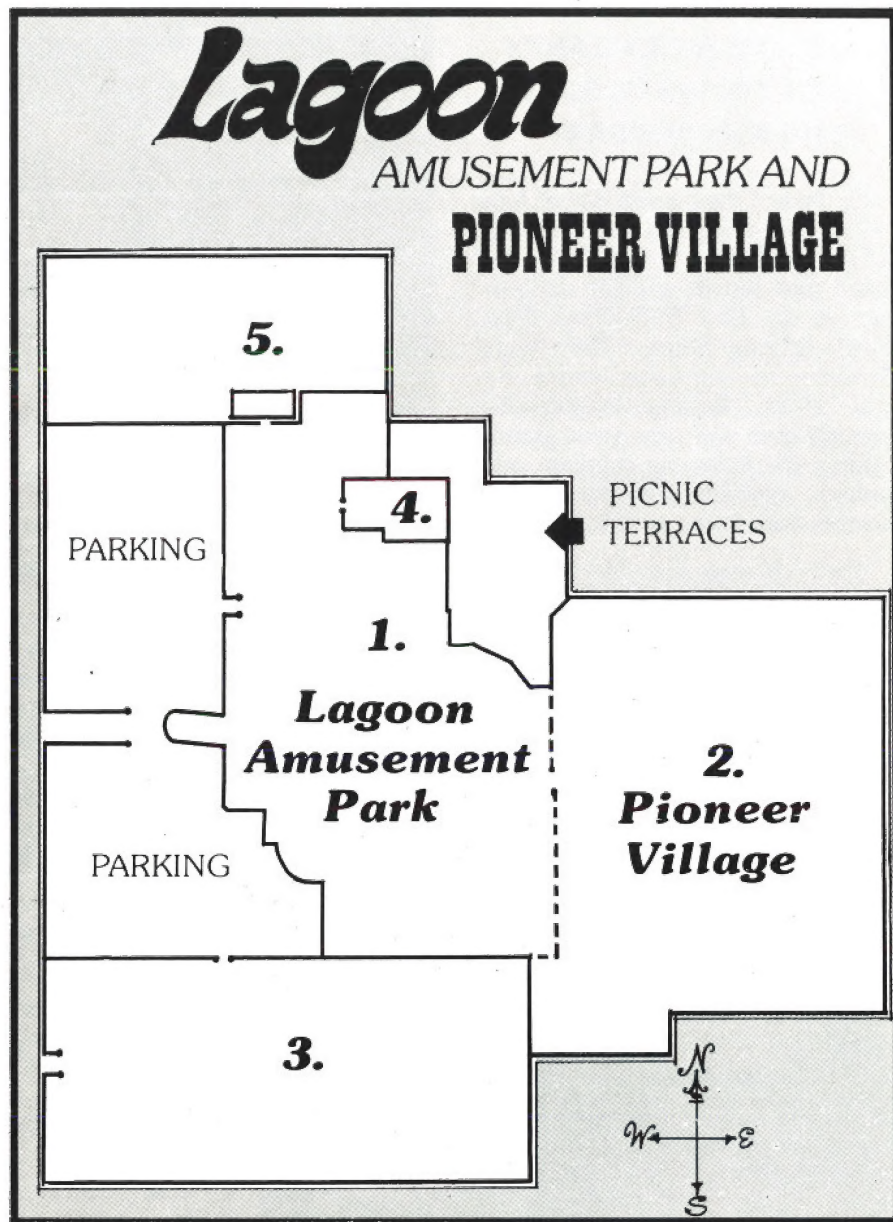 Lagoon
AMUSEMENT PARK AND
PIONEER VILLAGE
5.
4.
PICNIC
TERRACES
PARKING
1.
Lagoon
Amusement
Park
2.
Pioneer
Village
PARKING
3.
N
W E
S